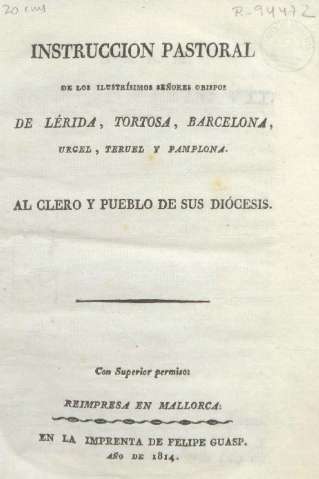 20 cms
R-94472
INSTRUCCION PASTORAL
DE LOS ILUSTRÍSIMOS SEÑORES OBISPOS
DE LÉRIDA, TORTOSA, BARCELONA,
URGEL, TERUEL Y PAMPLONA.
AL CLERO Y PUEBLO DE SUS DIÓCESIS.
Con Superior permiso:
REIMPRESA EN MALLORCA:
EN LA IMPRENTA DE FELIPE GUASP.
AÑO DE 1814.